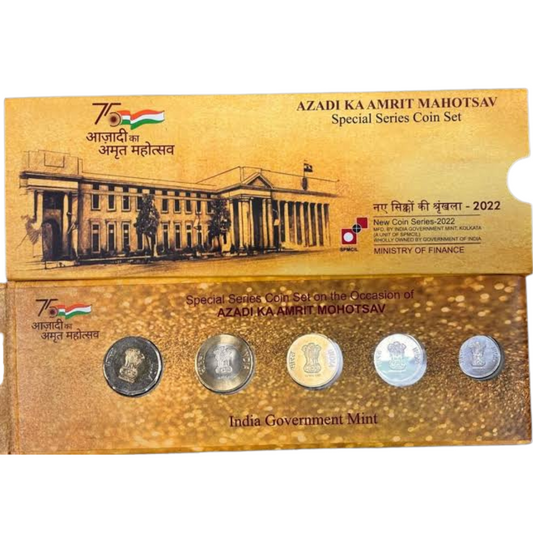 75
आज़ादी का
अमृत महोत्सव
AZADI KA AMRIT MAHOTSAV
Special Series Coin Set
नए सिक्कों की श्रृंखला - 2022
New Coin Series-2022
MFD. BY INDIA GOVERNMENT MINT, KOLKATA
(A UNIT OF SPMCIL)
WHOLLY OWNED BY GOVERNMENT OF INDIA
SPMCIL
MINISTRY OF FINANCE
75
आज़ादी का
अमृत महोत्सव
Special Series Coin Set on the Occasion of
AZADI KA AMRIT MOHOTSAV
India Government Mint